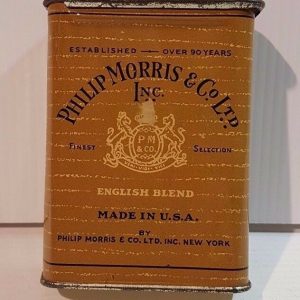 ESTABLISHED — OVER 90 YEARS
PHILIP MORRIS & CO. LTD.
INC.
FINEST SELECTION
P M
& CO.
ENGLISH BLEND
MADE IN U.S.A.
BY
PHILIP MORRIS & CO. LTD. INC. NEW YORK